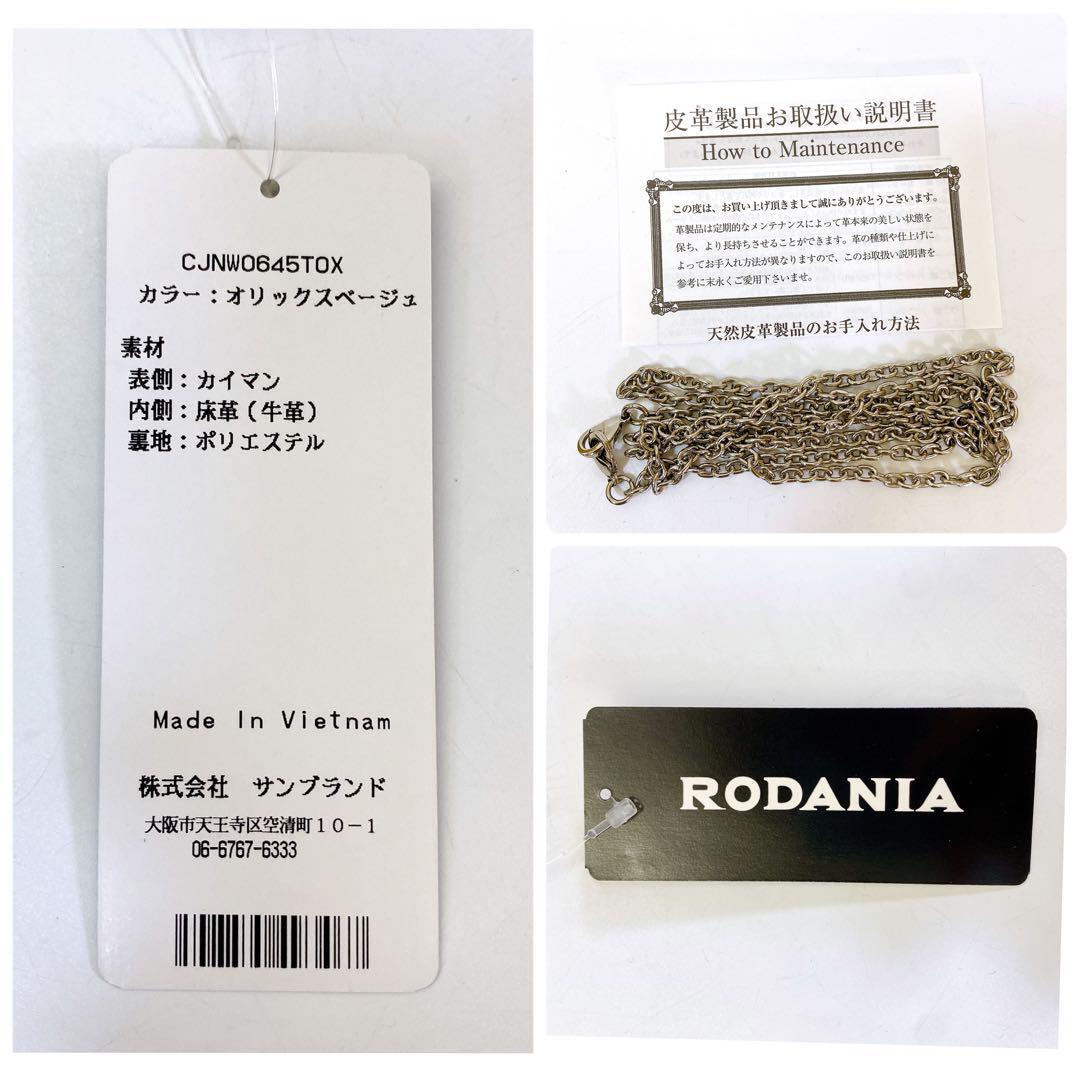 CJNW0645TOX
カラー：オリックスベージュ
素材
表側：カイマン
内側：床革（牛革）
裏地：ポリエステル
Made In Vietnam
株式会社　サンブランド
大阪市天王寺区空清町１０－１
06-6767-6333
皮革製品お取扱い説明書
How to Maintenance
この度は、お買い上げ頂きまして誠にありがとうございます。
革製品は定期的なメンテナンスによって革本来の美しい状態を
保ち、より長持ちさせることができます。革の種類や仕上げに
よってお手入れ方法が異なりますので、このお取扱い説明書を
参考に末永くご愛用下さいませ。
天然皮革製品のお手入れ方法
RODANIA